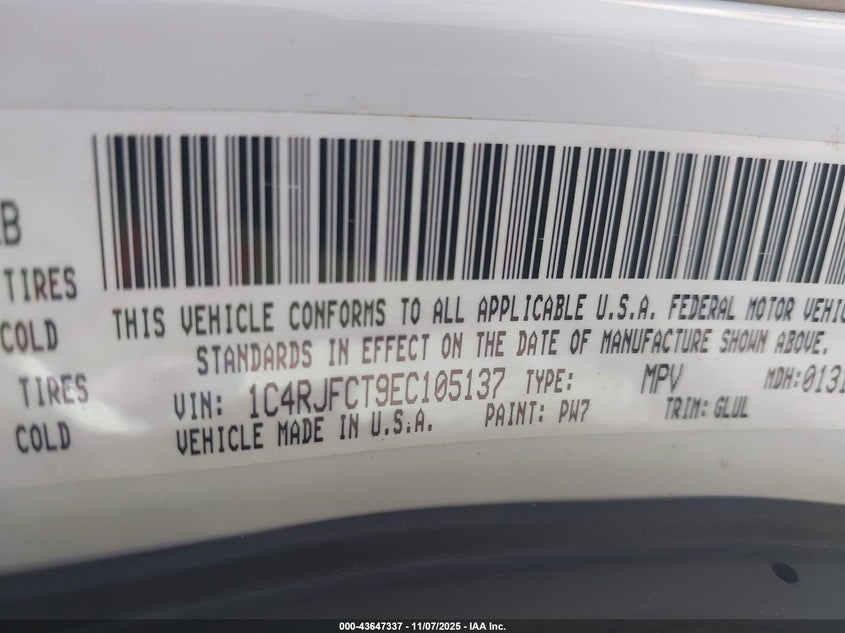 B
TIRES
COLD
TIRES
COLD
THIS VEHICLE CONFORMS TO ALL APPLICABLE U.S.A. FEDERAL MOTOR
STANDARDS IN EFFECT ON THE DATE OF MANUFACTURE SHOWN ABOVE.
VIN: 1C4RJFCT9EC105137 TYPE: MPV MDH:
VEHICLE MADE IN U.S.A. PAINT: PW7 TRIM: GLUL
000-43647337 - 11/07/2025 - IAA Inc.